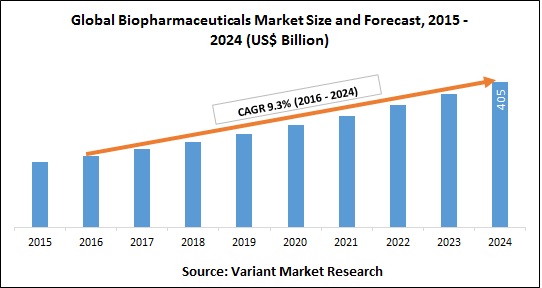 Global Biopharmaceuticals Market Size and Forecast, 2015 -
2024 (US$ Billion)
CAGR 9.3% (2016 - 2024)
405
2015 2016 2017 2018 2019 2020 2021 2022 2023 2024
Source: Variant Market Research